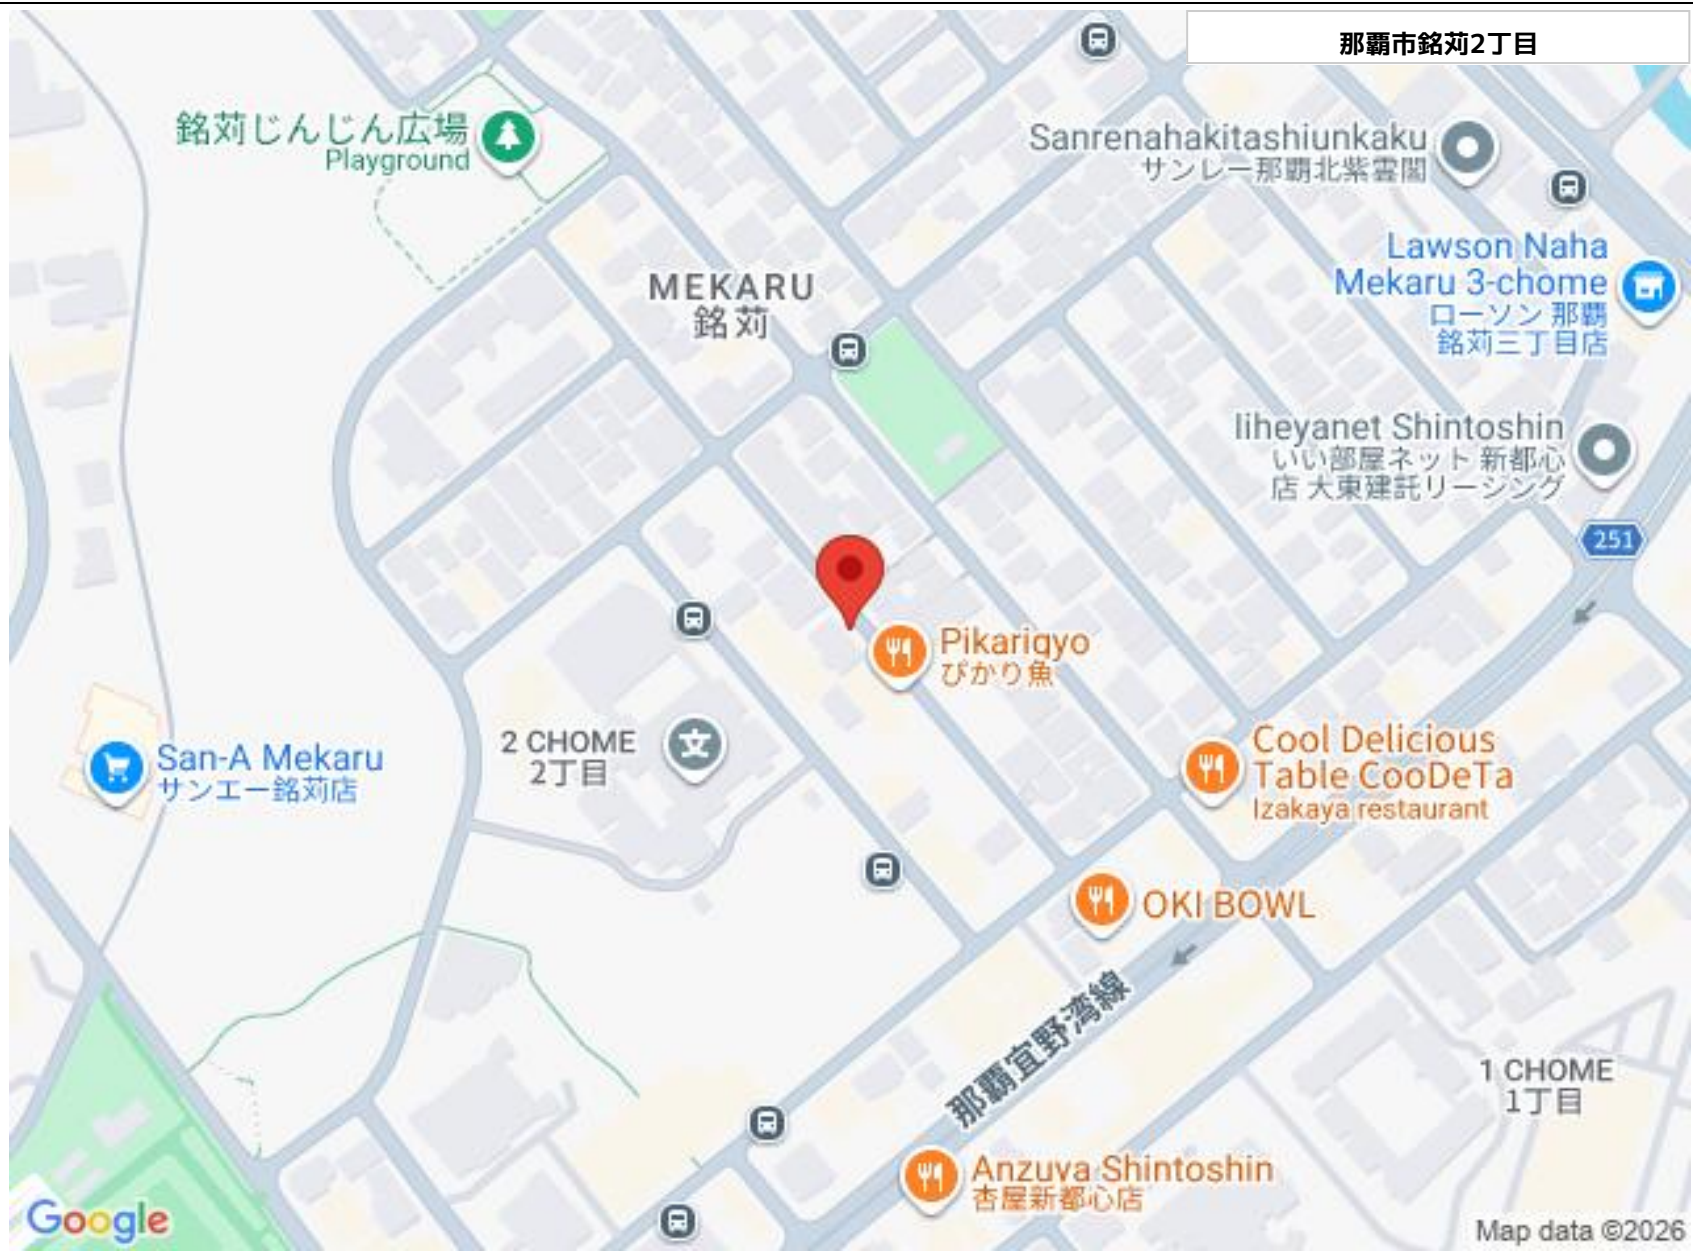 那覇市銘苅2丁目
銘苅じんじん広場
Playground
Sanrenahakitashiunkaku
サンレー那覇北紫雲閣
Lawson Naha
Mekaru 3-chome
ローソン 那覇
銘苅三丁目店
MEKARU
銘苅
Iiheyanet Shintoshin
いい部屋ネット 新都心
店 大東建託リーシング
251
Pikarigyo
ぴかり魚
San-A Mekaru
サンエー銘苅店
2 CHOME
2丁目
文
Cool Delicious
Table CooDeTa
Izakaya restaurant
OKI BOWL
那覇宜野湾線
1 CHOME
1丁目
Anzuya Shintoshin
杏屋新都心店
Google
Map data ©2026